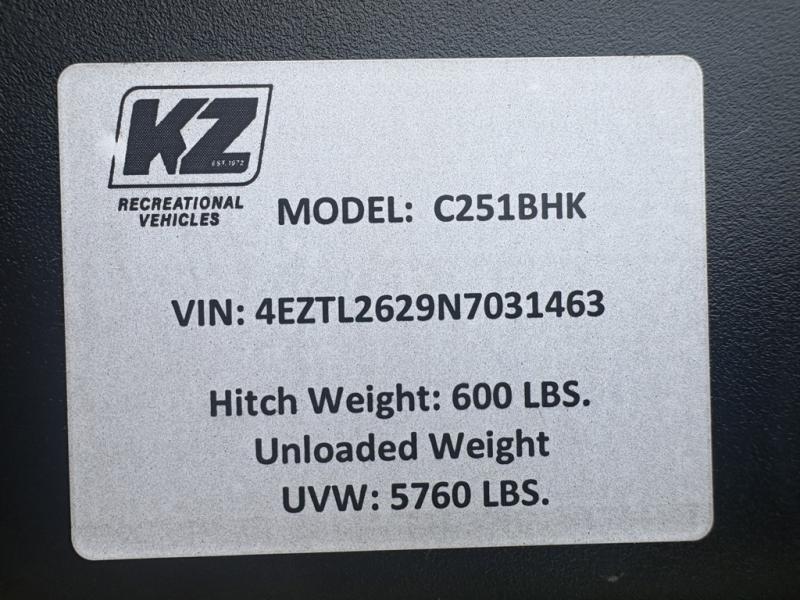 KZ
EST. 1972
RECREATIONAL
VEHICLES
MODEL: C251BHK
VIN: 4EZTL2629N7031463
Hitch Weight: 600 LBS.
Unloaded Weight
UVW: 5760 LBS.